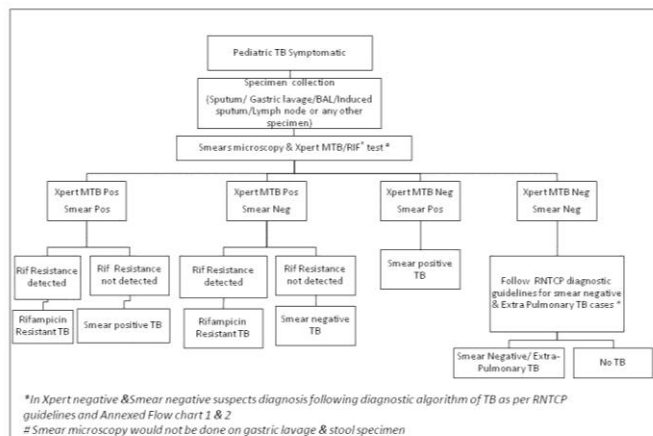 Pediatric TB Symptomatic
Specimen collection
(Sputum/ Gastric lavage/BAL/Induced
sputum/Lymph node or any other
specimen)
Smears microscopy & Xpert MTB/RIF* test #
Xpert MTB Pos
Smear Pos
Xpert MTB Pos
Smear Neg
Xpert MTB Neg
Smear Pos
Xpert MTB Neg
Smear Neg
Rif Resistance
detected
Rif Resistance
not detected
Rif Resistance
detected
Rif Resistance
not detected
Smear positive
TB
Follow RNTCP diagnostic
guidelines for smear negative
& Extra Pulmonary TB cases *
Rifampicin
Resistant TB
Smear positive TB
Rifampicin
Resistant TB
Smear negative
TB
Smear Negative/ Extra-
Pulmonary TB
No TB
*In Xpert negative &Smear negative suspects diagnosis following diagnostic algorithm of TB as per RNTCP
guidelines and Annexed Flow chart 1 & 2
# Smear microscopy would not be done on gastric lavage & stool specimen